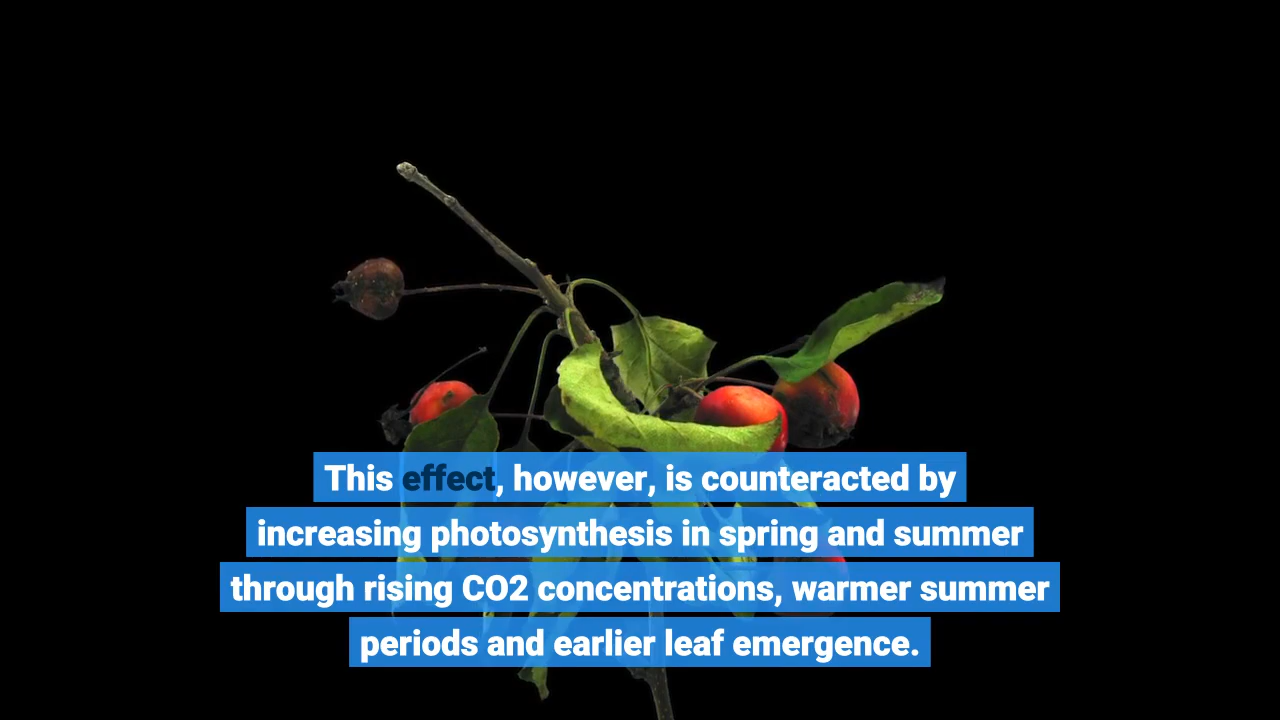 This effect, however, is counteracted by
increasing photosynthesis in spring and summer
through rising CO2 concentrations, warmer summer
periods and earlier leaf emergence.